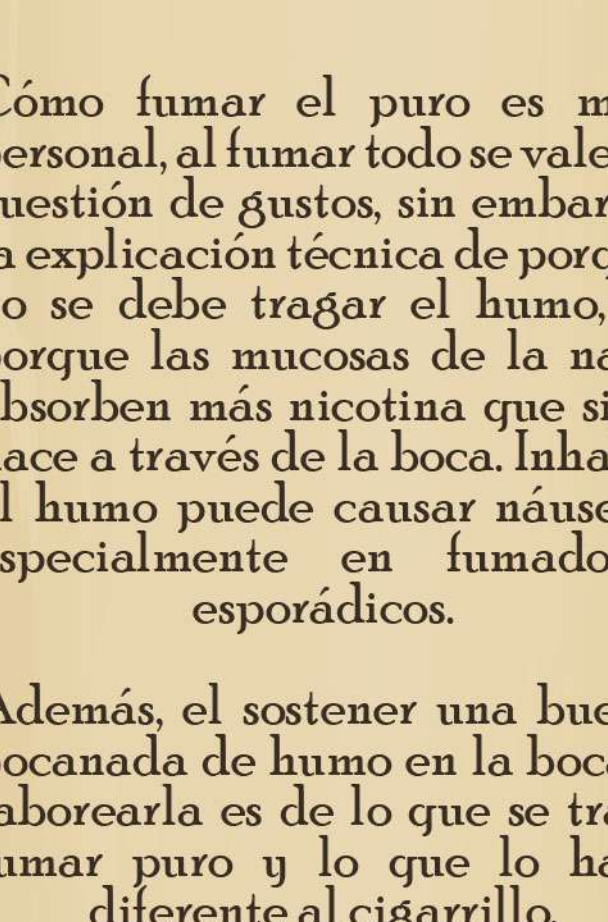 Cómo fumar el puro es m
personal, al fumar todo se vale
uestión de gustos, sin embar
a explicación técnica de porq
o se debe tragar el humo,
porque las mucosas de la na
bsorben más nicotina que si
ace a través de la boca. Inha
l humo puede causar náuse
specialmente en fumado
esporádicos.
Además, el sostener una bue
bocanada de humo en la boca
aborearla es de lo que se tra
umar puro y lo que lo ha
diferente al cigarrillo.